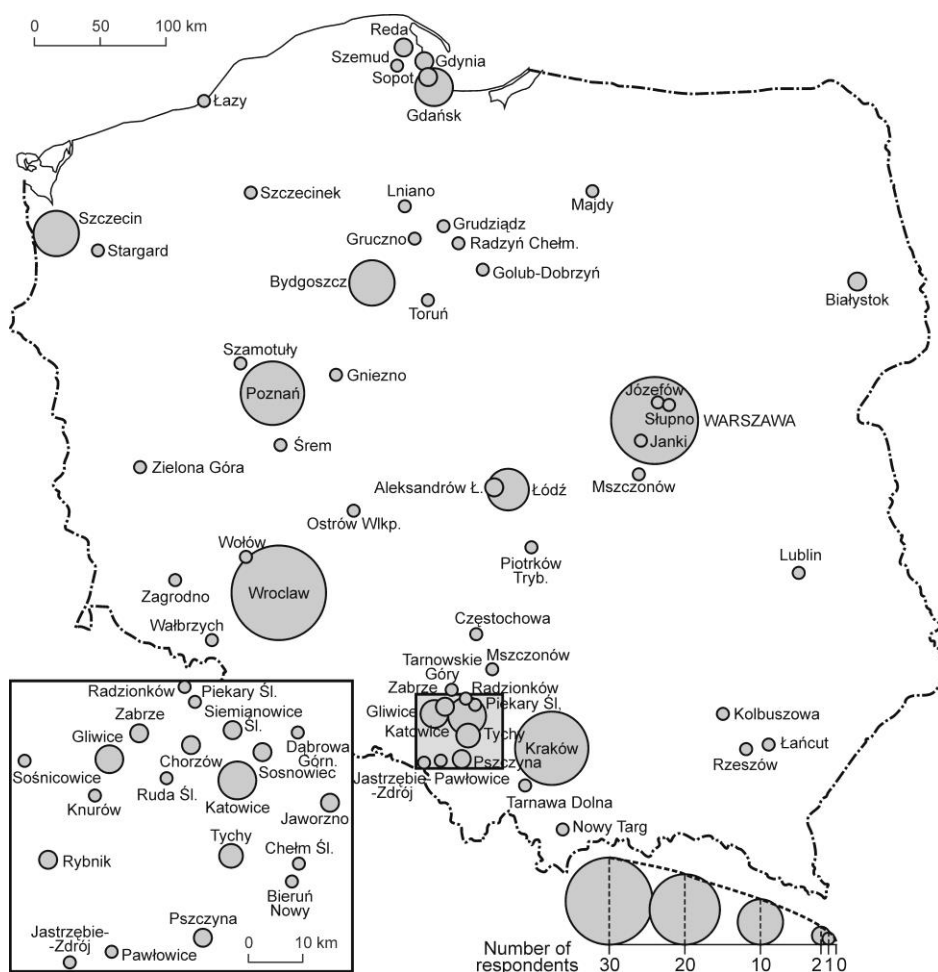 0 50 100 km
Reda
Szemud
Gdynia
Sopot
Gdańsk
Łazy
Szczecinek
Lniano
Majdy
Szczecin
Stargard
Grudziądz
Gruczno
Radzyń Chełm.
Golub-Dobrzyń
Bydgoszcz
Toruń
Białystok
Szamotuły
Gniezno
Poznań
Józefów
Słupno
WARSZAWA
Janki
Śrem
Zielona Góra
Mszczonów
Aleksandrów Ł.
Łódź
Ostrów Wlkp.
Wołów
Piotrków
Tryb.
Lublin
Wroclaw
Zagrodno
Wałbrzych
Częstochowa
Mszczonów
Tarnowskie
Góry
Zabrze
Radzionków
Piekary Śl.
Gliwice
Katowice
Tychy
Kraków
Kolbuszowa
Łańcut
Rzeszów
Pszczyna
Jastrzębie-
-Zdrój
Pawłowice
Tarnawa Dolna
Nowy Targ
Radzionków
Piekary Śl.
Zabrze
Siemianowice
Śl.
Gliwice
Chorzów
Dąbrowa
Górn.
Sosnowiec
Sośnicowice
Ruda Śl.
Katowice
Knurów
Jaworzno
Tychy
Chełm Śl.
Rybnik
Bieruń
Nowy
Pszczyna
Jastrzębie-
-Zdrój
Pawłowice
0 10 km
Number of
respondents
30 20 10 2 1 0